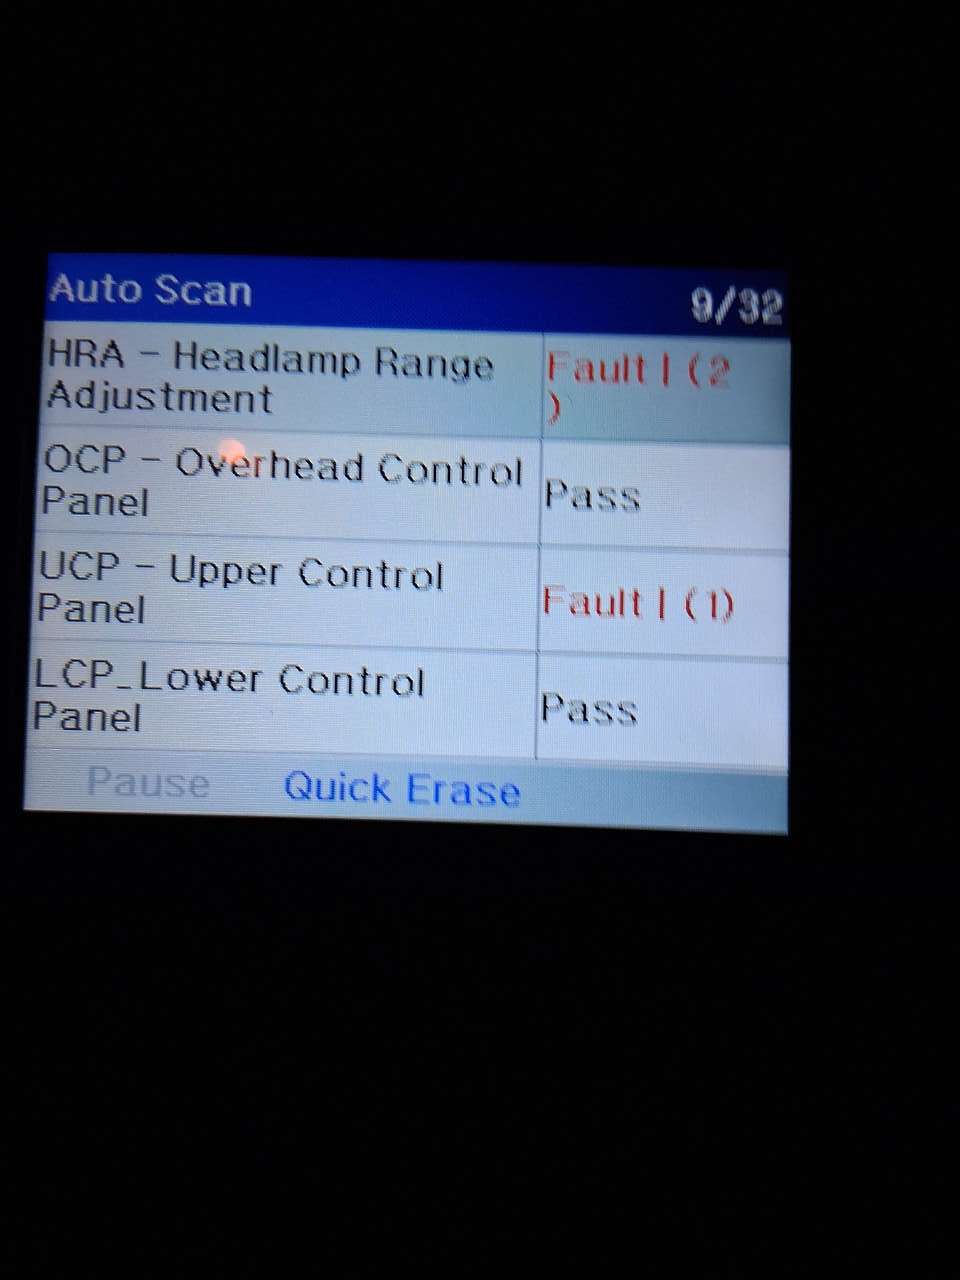 Auto Scan 9/32
HRA - Headlamp Range
Adjustment
Fault | (2
)
OCP - Overhead Control
Panel
Pass
UCP - Upper Control
Panel
Fault | (1)
LCP_Lower Control
Panel
Pass
Pause Quick Erase